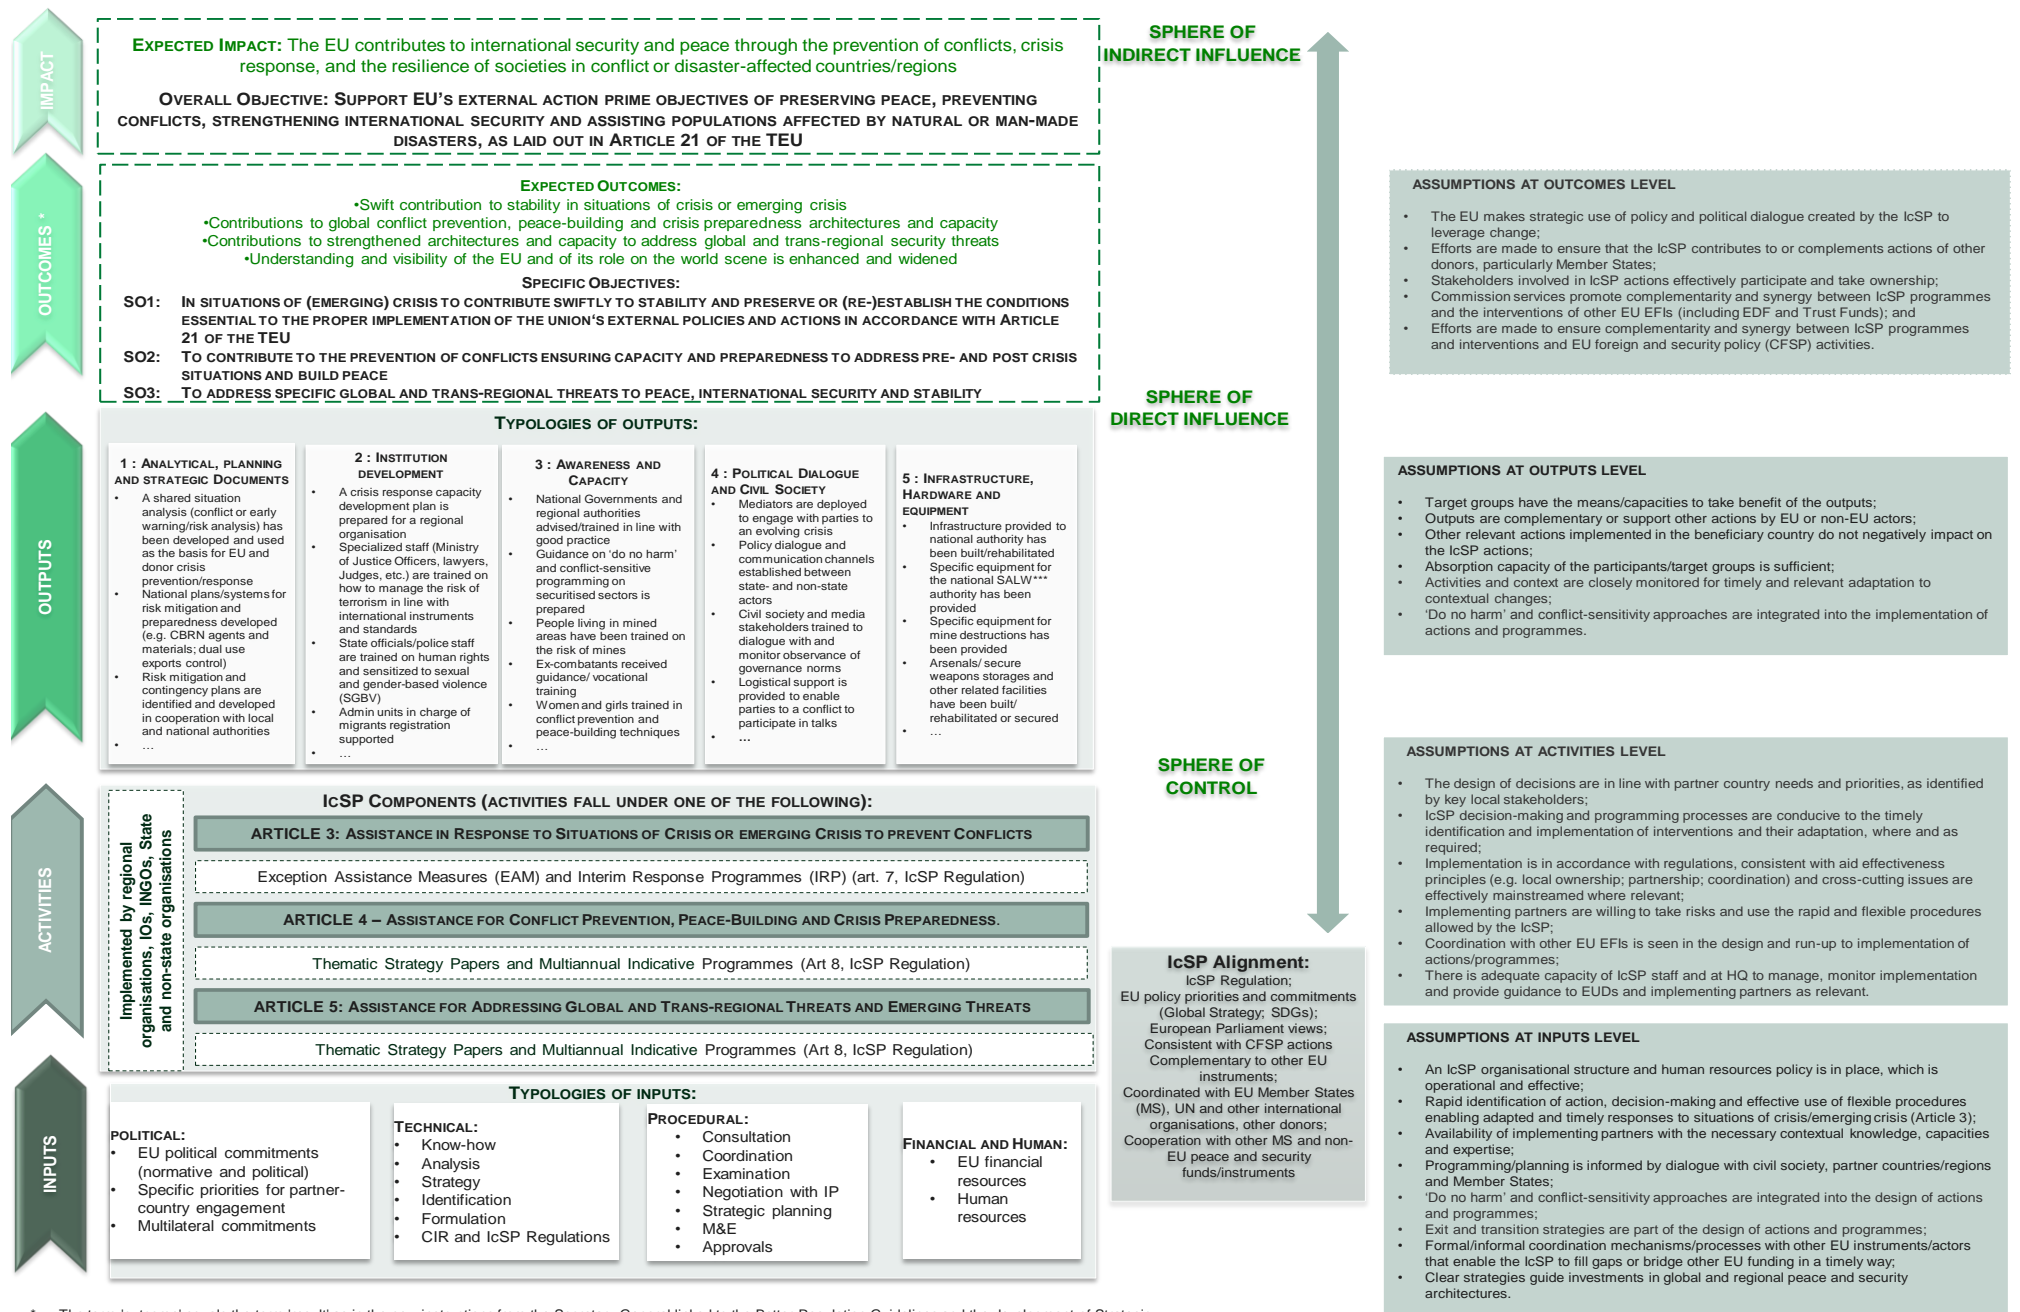 IMPACT
EXPECTED IMPACT: The EU contributes to international security and peace through the prevention of conflicts, crisis
response, and the resilience of societies in conflict or disaster-affected countries/regions
OVERALL OBJECTIVE: SUPPORT EU'S EXTERNAL ACTION PRIME OBJECTIVES OF PRESERVING PEACE, PREVENTING
CONFLICTS, STRENGTHENING INTERNATIONAL SECURITY AND ASSISTING POPULATIONS AFFECTED BY NATURAL OR MAN-MADE
DISASTERS, AS LAID OUT IN ARTICLE 21 OF THE TEU
SPHERE OF
INDIRECT INFLUENCE
OUTCOMES *
EXPECTED OUTCOMES:
•Swift contribution to stability in situations of crisis or emerging crisis
•Contributions to global conflict prevention, peace-building and crisis preparedness architectures and capacity
•Contributions to strengthened architectures and capacity to address global and trans-regional security threats
•Understanding and visibility of the EU and of its role on the world scene is enhanced and widened
SPECIFIC OBJECTIVES:
SO1: IN SITUATIONS OF (EMERGING) CRISIS TO CONTRIBUTE SWIFTLY TO STABILITY AND PRESERVE OR (RE-)ESTABLISH THE CONDITIONS
ESSENTIAL TO THE PROPER IMPLEMENTATION OF THE UNION'S EXTERNAL POLICIES AND ACTIONS IN ACCORDANCE WITH ARTICLE
21 OF THE TEU
SO2: TO CONTRIBUTE TO THE PREVENTION OF CONFLICTS ENSURING CAPACITY AND PREPAREDNESS TO ADDRESS PRE- AND POST CRISIS
SITUATIONS AND BUILD PEACE
SO3: TO ADDRESS SPECIFIC GLOBAL AND TRANS-REGIONAL THREATS TO PEACE, INTERNATIONAL SECURITY AND STABILITY
SPHERE OF
DIRECT INFLUENCE
ASSUMPTIONS AT OUTCOMES LEVEL
• The EU makes strategic use of policy and political dialogue created by the IcSP to
leverage change;
• Efforts are made to ensure that the IcSP contributes to or complements actions of other
donors, particularly Member States;
• Stakeholders involved in IcSP actions effectively participate and take ownership;
• Commission services promote complementarity and synergy between IcSP programmes
and the interventions of other EU EFIs (including EDF and Trust Funds); and
• Efforts are made to ensure complementarity and synergy between IcSP programmes
and interventions and EU foreign and security policy (CFSP) activities.
OUTPUTS
TYPOLOGIES OF OUTPUTS:
1 : ANALYTICAL, PLANNING
AND STRATEGIC DOCUMENTS
• A shared situation
analysis (conflict or early
warning/risk analysis) has
been developed and used
as the basis for EU and
donor crisis
prevention/response
• National plans/systems for
risk mitigation and
preparedness developed
(e.g. CBRN agents and
materials; dual use
exports control)
• Risk mitigation and
contingency plans are
identified and developed
in cooperation with local
and national authorities
• …
2 : INSTITUTION
DEVELOPMENT
• A crisis response capacity
development plan is
prepared for a regional
organisation
• Specialized staff (Ministry
of Justice Officers, lawyers,
Judges, etc.) are trained on
how to manage the risk of
terrorism in line with
international instruments
and standards
• State officials/police staff
are trained on human rights
and sensitized to sexual
and gender-based violence
(SGBV)
• Admin units in charge of
migrants registration
supported
• …
3 : AWARENESS AND
CAPACITY
• National Governments and
regional authorities
advised/trained in line with
good practice
• Guidance on 'do no harm'
and conflict-sensitive
programming on
securitised sectors is
prepared
• People living in mined
areas have been trained on
the risk of mines
• Ex-combatants received
guidance/ vocational
training
• Women and girls trained in
conflict prevention and
peace-building techniques
• …
4 : POLITICAL DIALOGUE
AND CIVIL SOCIETY
• Mediators are deployed
to engage with parties to
an evolving crisis
• Policy dialogue and
communication channels
established between
state- and non-state
actors
• Civil society and media
stakeholders trained to
dialogue with and
monitor observance of
governance norms
• Logistical support is
provided to enable
parties to a conflict to
participate in talks
• …
5 : INFRASTRUCTURE,
HARDWARE AND
EQUIPMENT
• Infrastructure provided to
national authority has
been built/rehabilitated
• Specific equipment for
the national SALW***
authority has been
provided
• Specific equipment for
mine destructions has
been provided
• Arsenals/ secure
weapons storages and
other related facilities
have been built/
rehabilitated or secured
• …
ASSUMPTIONS AT OUTPUTS LEVEL
• Target groups have the means/capacities to take benefit of the outputs;
• Outputs are complementary or support other actions by EU or non-EU actors;
• Other relevant actions implemented in the beneficiary country do not negatively impact on
the IcSP actions;
• Absorption capacity of the participants/target groups is sufficient;
• Activities and context are closely monitored for timely and relevant adaptation to
contextual changes;
• 'Do no harm' and conflict-sensitivity approaches are integrated into the implementation of
actions and programmes.
SPHERE OF
CONTROL
ACTIVITIES
Implemented by regional
organisations, IOs, INGOs, State
and non-state organisations
ICSP COMPONENTS (ACTIVITIES FALL UNDER ONE OF THE FOLLOWING):
ARTICLE 3: ASSISTANCE IN RESPONSE TO SITUATIONS OF CRISIS OR EMERGING CRISIS TO PREVENT CONFLICTS
Exception Assistance Measures (EAM) and Interim Response Programmes (IRP) (art. 7, IcSP Regulation)
ARTICLE 4 – ASSISTANCE FOR CONFLICT PREVENTION, PEACE-BUILDING AND CRISIS PREPAREDNESS.
Thematic Strategy Papers and Multiannual Indicative Programmes (Art 8, IcSP Regulation)
ARTICLE 5: ASSISTANCE FOR ADDRESSING GLOBAL AND TRANS-REGIONAL THREATS AND EMERGING THREATS
Thematic Strategy Papers and Multiannual Indicative Programmes (Art 8, IcSP Regulation)
ASSUMPTIONS AT ACTIVITIES LEVEL
• The design of decisions are in line with partner country needs and priorities, as identified
by key local stakeholders;
• IcSP decision-making and programming processes are conducive to the timely
identification and implementation of interventions and their adaptation, where and as
required;
• Implementation is in accordance with regulations, consistent with aid effectiveness
principles (e.g. local ownership; partnership; coordination) and cross-cutting issues are
effectively mainstreamed where relevant;
• Implementing partners are willing to take risks and use the rapid and flexible procedures
allowed by the IcSP;
• Coordination with other EU EFIs is seen in the design and run-up to implementation of
actions/programmes;
• There is adequate capacity of IcSP staff and at HQ to manage, monitor implementation
and provide guidance to EUDs and implementing partners as relevant.
IcSP Alignment:
IcSP Regulation;
EU policy priorities and commitments
(Global Strategy; SDGs);
European Parliament views;
Consistent with CFSP actions
Complementary to other EU
instruments;
Coordinated with EU Member States
(MS), UN and other international
organisations, other donors;
Cooperation with other MS and non-
EU peace and security
funds/instruments
INPUTS
TYPOLOGIES OF INPUTS:
POLITICAL:
• EU political commitments
(normative and political)
• Specific priorities for partner-
country engagement
• Multilateral commitments
TECHNICAL:
• Know-how
• Analysis
• Strategy
• Identification
• Formulation
• CIR and IcSP Regulations
PROCEDURAL:
• Consultation
• Coordination
• Examination
• Negotiation with IP
• Strategic planning
• M&E
• Approvals
FINANCIAL AND HUMAN:
• EU financial
resources
• Human
resources
ASSUMPTIONS AT INPUTS LEVEL
• An IcSP organisational structure and human resources policy is in place, which is
operational and effective;
• Rapid identification of action, decision-making and effective use of flexible procedures
enabling adapted and timely responses to situations of crisis/emerging crisis (Article 3);
• Availability of implementing partners with the necessary contextual knowledge, capacities
and expertise;
• Programming/planning is informed by dialogue with civil society, partner countries/regions
and Member States;
• 'Do no harm' and conflict-sensitivity approaches are integrated into the design of actions
and programmes;
• Exit and transition strategies are part of the design of actions and programmes;
• Formal/informal coordination mechanisms/processes with other EU instruments/actors
that enable the IcSP to fill gaps or bridge other EU funding in a timely way;
• Clear strategies guide investments in global and regional peace and security
architectures.